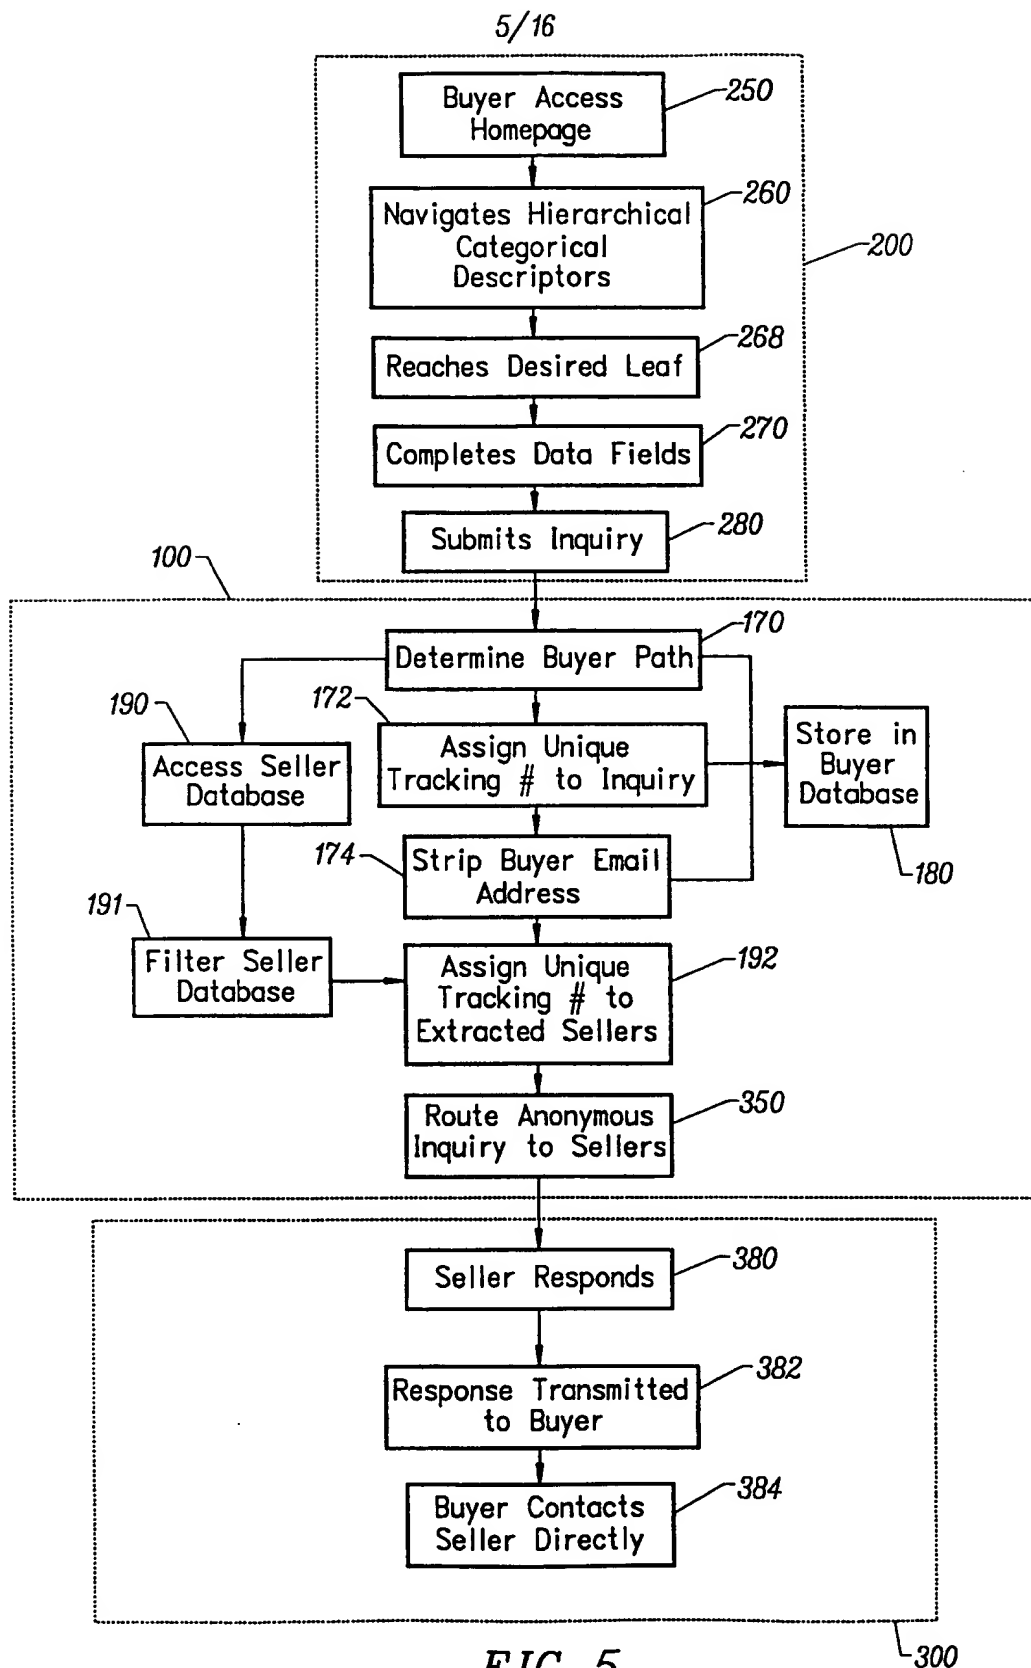 5/16
Buyer Access
Homepage
250
Navigates Hierarchical
Categorical
Descriptors
260
200
Reaches Desired Leaf
268
Completes Data Fields
270
Submits Inquiry
280
100
Determine Buyer Path
170
190
Access Seller
Database
172
Assign Unique
Tracking # to Inquiry
Store in
Buyer
Database
180
174
Strip Buyer Email
Address
191
Filter Seller
Database
Assign Unique
Tracking # to
Extracted Sellers
192
Route Anonymous
Inquiry to Sellers
350
Seller Responds
380
Response Transmitted
to Buyer
382
Buyer Contacts
Seller Directly
384
300
FIG. 5